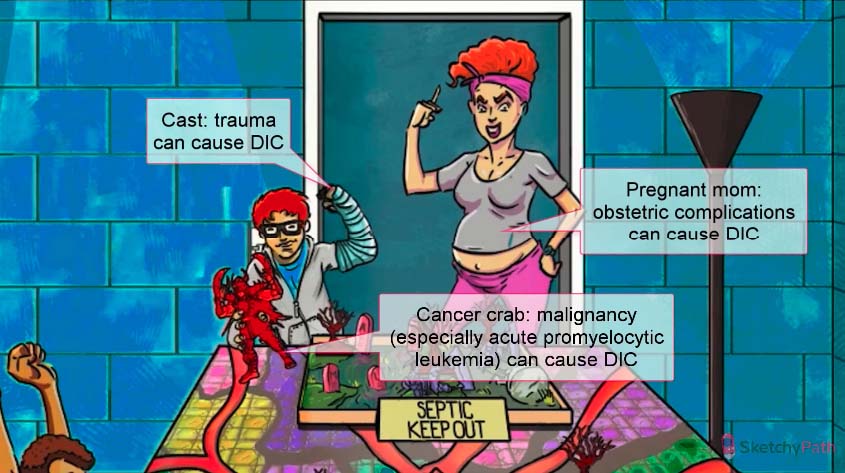 Cast: trauma
can cause DIC
Pregnant mom:
obstetric complications
can cause DIC
Cancer crab: malignancy
(especially acute promyelocytic
leukemia) can cause DIC
SEPTIC
KEEP OUT
SketchyPath